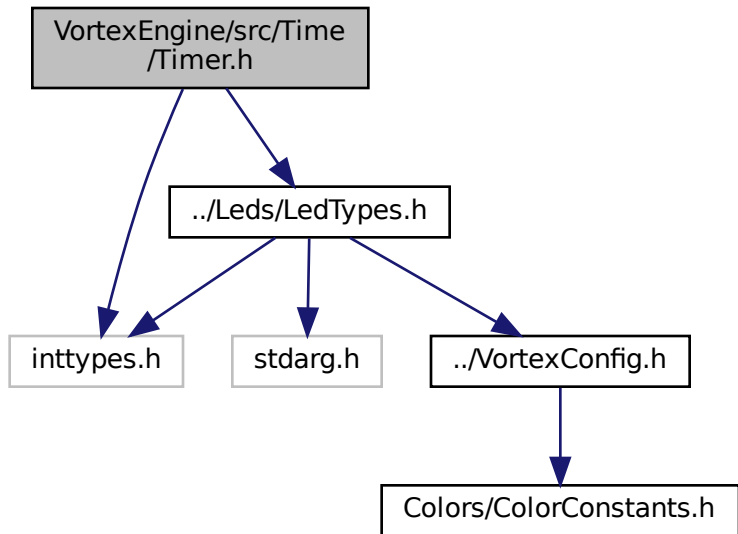 VortexEngine/src/Time
/Timer.h
../Leds/LedTypes.h
inttypes.h
stdarg.h
../VortexConfig.h
Colors/ColorConstants.h